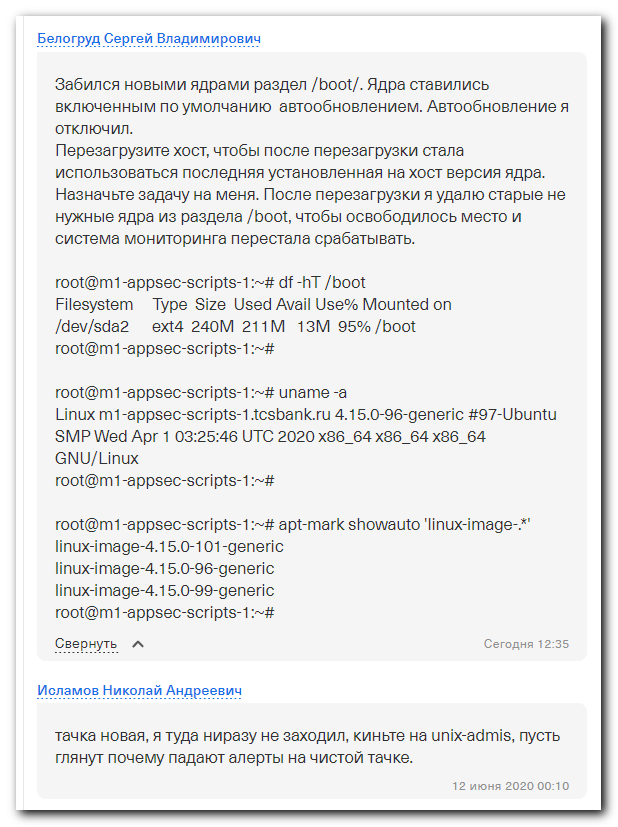 Белогруд Сергей Владимирович
Забился новыми ядрами раздел /boot/. Ядра ставились
включенным по умолчанию  автообновлением. Автообновление я
отключил.
Перезагрузите хост, чтобы после перезагрузки стала
использоваться последняя установленная на хост версия ядра.
Назначьте задачу на меня. После перезагрузки я удалю старые не
нужные ядра из раздела /boot, чтобы освободилось место и
система мониторинга перестала срабатывать.
root@m1-appsec-scripts-1:~# df -hT /boot
Filesystem     Type  Size  Used Avail Use% Mounted on
/dev/sda2      ext4  240M  211M   13M  95% /boot
root@m1-appsec-scripts-1:~#
root@m1-appsec-scripts-1:~# uname -a
Linux m1-appsec-scripts-1.tcsbank.ru 4.15.0-96-generic #97-Ubuntu
SMP Wed Apr 1 03:25:46 UTC 2020 x86_64 x86_64 x86_64
GNU/Linux
root@m1-appsec-scripts-1:~#
root@m1-appsec-scripts-1:~# apt-mark showauto 'linux-image-.*'
linux-image-4.15.0-101-generic
linux-image-4.15.0-96-generic
linux-image-4.15.0-99-generic
root@m1-appsec-scripts-1:~#
Свернуть Сегодня 12:35
Исламов Николай Андреевич
тачка новая, я туда ниразу не заходил, киньте на unix-admis, пусть
глянут почему падают алерты на чистой тачке.
12 июня 2020 00:10